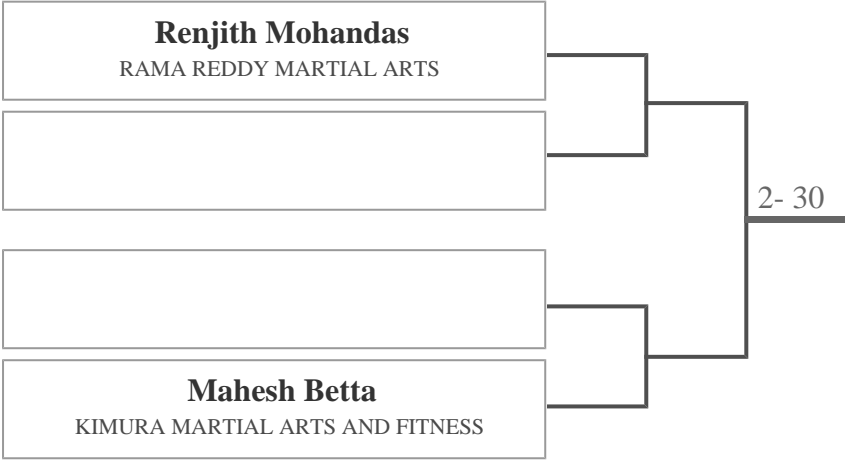 Renjith Mohandas
RAMA REDDY MARTIAL ARTS
2- 30
Mahesh Betta
KIMURA MARTIAL ARTS AND FITNESS